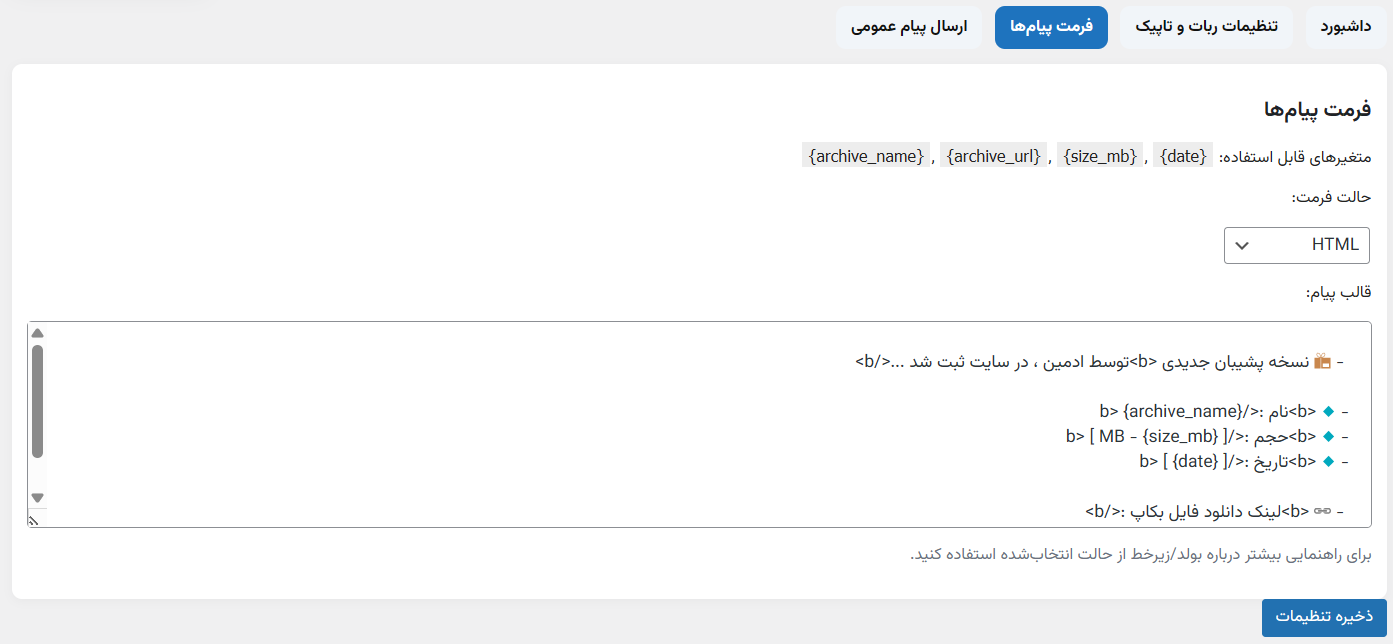 داشبورد
تنظیمات ربات و تاپیک
فرمت پیام‌ها
ارسال پیام عمومی
فرمت پیام‌ها
متغیرهای قابل استفاده: {date} , {size_mb} , {archive_url} , {archive_name}
حالت فرمت:
HTML
قالب پیام:
- 📦 نسخه پشیبان جدیدی <b>توسط ادمین ، در سایت ثبت شد ...</b>
- 🔹 <b>نام :</b> {archive_name}
- 🔹 <b>حجم :</b> [ MB - {size_mb} ]
- 🔹 <b>تاریخ :</b> [ {date} ]
- 🔗 <b>لینک دانلود فایل بکاپ :</b>
برای راهنمایی بیشتر درباره بولد/زیرخط از حالت انتخاب‌شده استفاده کنید.
ذخیره تنظیمات